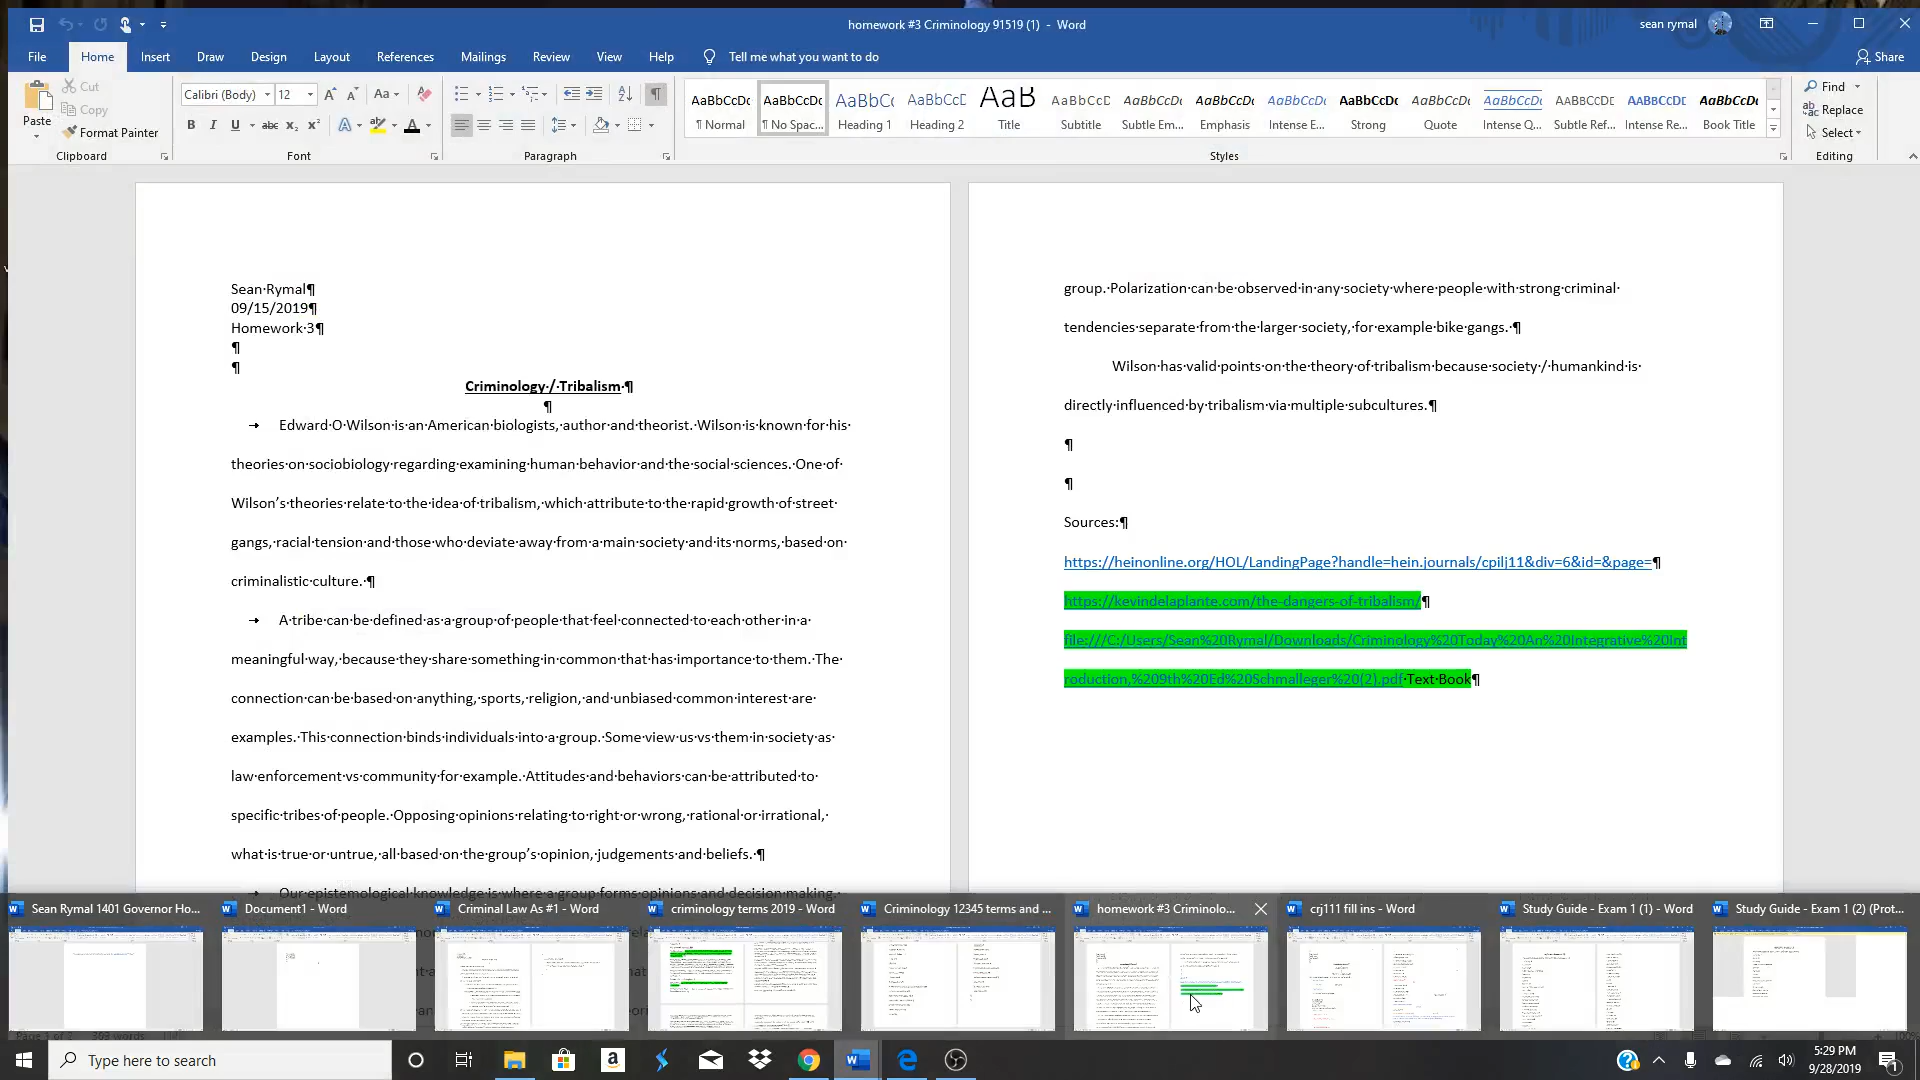 homework #3 Criminology 91519 (1) - Word
sean rymal
File Home Insert Draw Design Layout References Mailings Review View Help Tell me what you want to do
Share
Paste
Cut
Copy
Format Painter
Clipboard
Calibri (Body) 12
Font
Paragraph
AaBbCcDc AaBbCcDc AaBbCc AaBbCcD AaB AaBbCcD AaBbCcDc AaBbCcDc AaBbCcDc AaBbCcDc AaBbCcDc AaBbCcDc AABBCCDE AABBCCDE AaBbCcDc
¶ Normal ¶ No Spac... Heading 1 Heading 2 Title Subtitle Subtle Em... Emphasis Intense E... Strong Quote Intense Q... Subtle Ref... Intense Re... Book Title
Styles
Find
Replace
Select
Editing
Sean·Rymal¶
09/15/2019¶
Homework·3¶
¶
¶
Criminology·/·Tribalism·¶
¶
Edward·O·Wilson·is·an·American·biologists,·author·and·theorist.·Wilson·is·known·for·his·
theories·on·sociobiology·regarding·examining·human·behavior·and·the·social·sciences.·One·of·
Wilson's·theories·relate·to·the·idea·of·tribalism,·which·attribute·to·the·rapid·growth·of·street·
gangs,·racial·tension·and·those·who·deviate·away·from·a·main·society·and·its·norms,·based·on·
criminalistic·culture.·¶
A·tribe·can·be·defined·as·a·group·of·people·that·feel·connected·to·each·other·in·a·
meaningful·way,·because·they·share·something·in·common·that·has·importance·to·them.·The·
connection·can·be·based·on·anything,·sports,·religion,·and·unbiased·common·interest·are·
examples.·This·connection·binds·individuals·into·a·group.·Some·view·us·vs·them·in·society·as·
law·enforcement·vs·community·for·example.·Attitudes·and·behaviors·can·be·attributed·to·
specific·tribes·of·people.·Opposing·opinions·relating·to·right·or·wrong,·rational·or·irrational,·
what·is·true·or·untrue,·all·based·on·the·group's·opinion,·judgements·and·beliefs.·¶
Our·epistemological·knowledge·is·where·a·group·forms·opinions·and·decision·making.·
group.·Polarization·can·be·observed·in·any·society·where·people·with·strong·criminal·
tendencies·separate·from·the·larger·society,·for·example·bike·gangs.·¶
Wilson·has·valid·points·on·the·theory·of·tribalism·because·society·/·humankind·is·
directly·influenced·by·tribalism·via·multiple·subcultures.¶
¶
¶
Sources:¶
https://heinonline.org/HOL/LandingPage?handle=hein.journals/cpilj11&div=6&id=&page=¶
https://kevindelaplante.com/the-dangers-of-tribalism/¶
file:///C:/Users/Sean%20Rymal/Downloads/Criminology%20Today%20An%20Integrative%20Int
roduction,%209th%20Ed%20Schmalleger%20(2).pdf·Text·Book¶
Sean Rymal 1401 Governor Ho...
Document1 - Word
Criminal Law As #1 - Word
criminology terms 2019 - Word
Criminology 12345 terms and ...
homework #3 Criminolo...
crj111 fill ins - Word
Study Guide - Exam 1 (1) - Word
Study Guide - Exam 1 (2) (Prot...
Type here to search
5:29 PM
9/28/2019